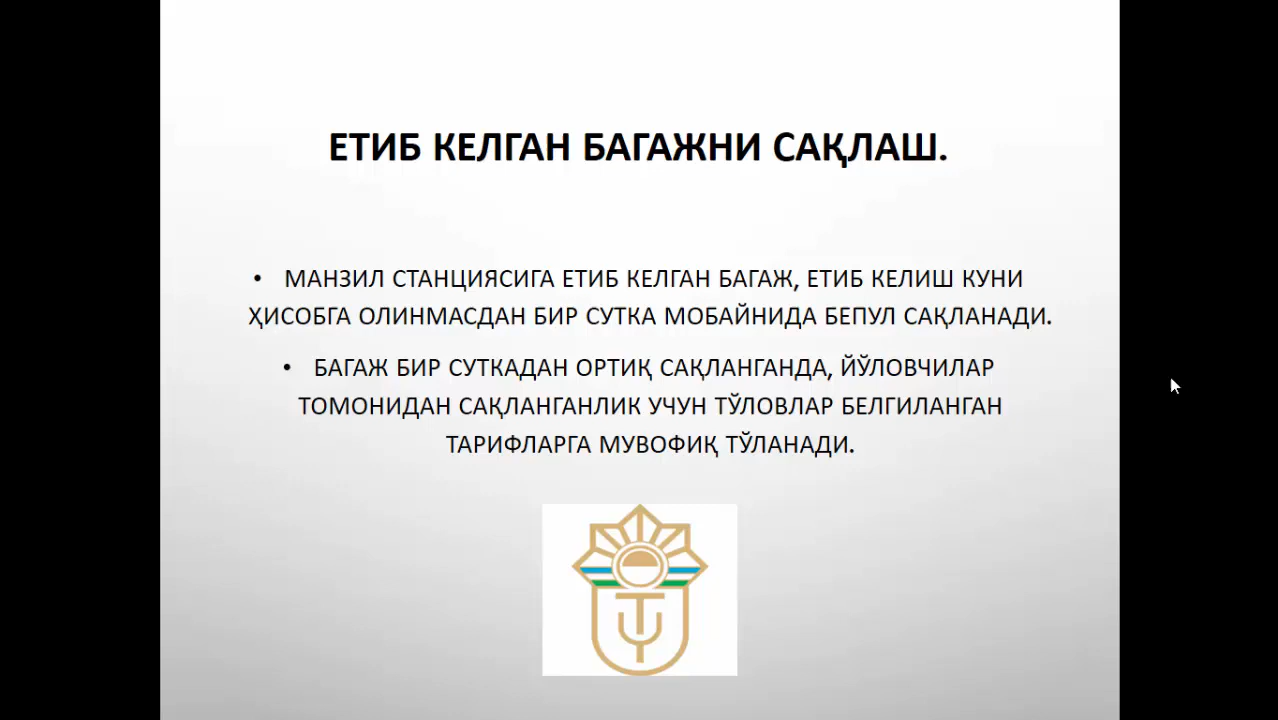 ЕТИБ КЕЛГАН БАГАЖНИ САҚЛАШ.
• МАНЗИЛ СТАНЦИЯСИГА ЕТИБ КЕЛГАН БАГАЖ, ЕТИБ КЕЛИШ КУНИ
ҲИСОБГА ОЛИНМАСДАН БИР СУТКА МОБАЙНИДА БЕПУЛ САҚЛАНАДИ.
• БАГАЖ БИР СУТКАДАН ОРТИҚ САҚЛАНГАНДА, ЙЎЛОВЧИЛАР
ТОМОНИДАН САҚЛАНГАНЛИК УЧУН ТЎЛОВЛАР БЕЛГИЛАНГАН
ТАРИФЛАРГА МУВОФИҚ ТЎЛАНАДИ.